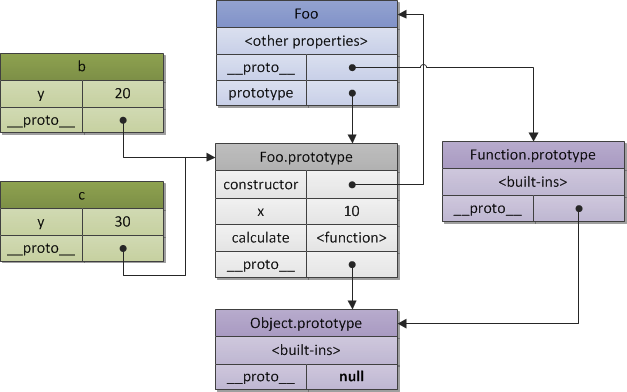 Foo
<other properties>
__proto__
prototype
b
y 20
__proto__
c
y 30
__proto__
Foo.prototype
constructor
x 10
calculate <function>
__proto__
Function.prototype
<built-ins>
__proto__
Object.prototype
<built-ins>
__proto__ null